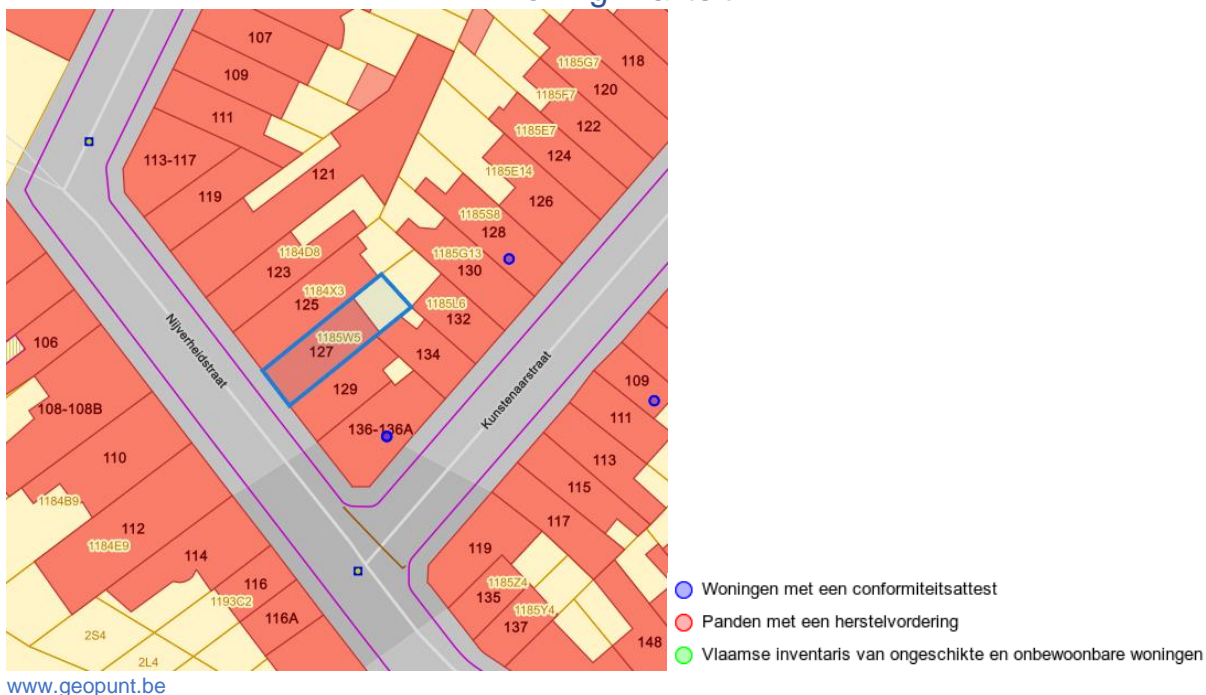 107
118
1185G7
109
120
1185F7
111
122
1185E7
113-117
124
121
1185E14
119
126
1185S8
128
1184D8
1185G13
123
130
1184X3
125
1185L6
132
Nijverheidstraat
1185W5
127
106
134
129
Kunstenaarstraat
109
108-108B
136-136A
111
110
113
115
1184B9
112
117
1184E9
114
119
116
1185Z4
1193C2
135
1185Y4
116A
137
2S4
148
2L4
Woningen met een conformiteitsattest
Panden met een herstelvordering
Vlaamse inventaris van ongeschikte en onbewoonbare woningen
www.geopunt.be